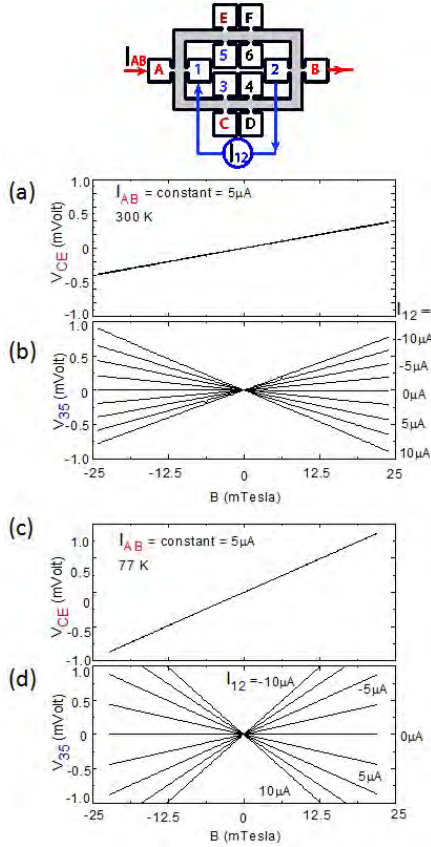 E F
I_AB A 1 5 6 2 B
3 4
C D
I_12
(a)
I_AB = constant = 5µA
300 K
V_CE (mVolt)
1.0
0.5
0
-0.5
-1.0
I_12 =
(b)
V_35 (mVolt)
1.0
0.5
0
-0.5
-1.0
-10µA
-5µA
0µA
5µA
10µA
-25 -12.5 0 12.5 25
B (mTesla)
(c)
I_AB = constant = 5µA
77 K
V_CE (mVolt)
1.0
0.5
0
-0.5
-1.0
(d)
I_12 = -10µA
-5µA
0µA
5µA
10µA
V_35 (mVolt)
1.0
0.5
0
-0.5
-1.0
-25 -12.5 0 12.5 25
B (mTesla)